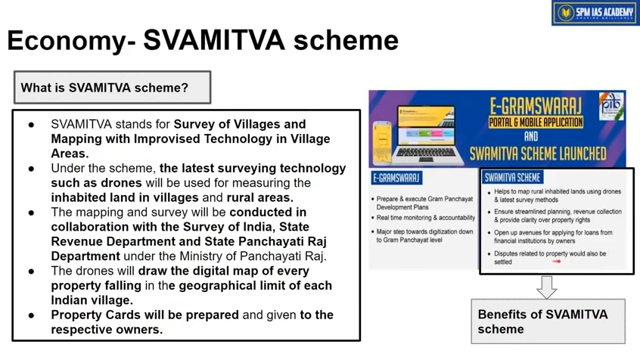 SPM IAS ACADEMY
Economy- SVAMITVA scheme
What is SVAMITVA scheme?
● SVAMITVA stands for Survey of Villages and
Mapping with Improvised Technology in Village
Areas.
● Under the scheme, the latest surveying technology
such as drones will be used for measuring the
inhabited land in villages and rural areas.
● The mapping and survey will be conducted in
collaboration with the Survey of India, State
Revenue Department and State Panchayati Raj
Department under the Ministry of Panchayati Raj.
● The drones will draw the digital map of every
property falling in the geographical limit of each
Indian village.
● Property Cards will be prepared and given to the
respective owners.
E-GRAMSWARAJ
PORTAL & MOBILE APPLICATION
AND
SWAMITVA SCHEME LAUNCHED
pib
E-GRAMSWARAJ
• Prepare & execute Gram Panchayat
Development Plans
• Real time monitoring & accountability
• Major step towards digitization down
to Gram Panchayat level
SWAMITVA SCHEME
• Helps to map rural inhabited lands using drones
& latest survey methods
• Ensure streamlined planning, revenue collection
& provide clarity over property rights
• Open up avenues for applying for loans from
financial institutions by owners
• Disputes related to property would also be
settled
Benefits of SVAMITVA
scheme